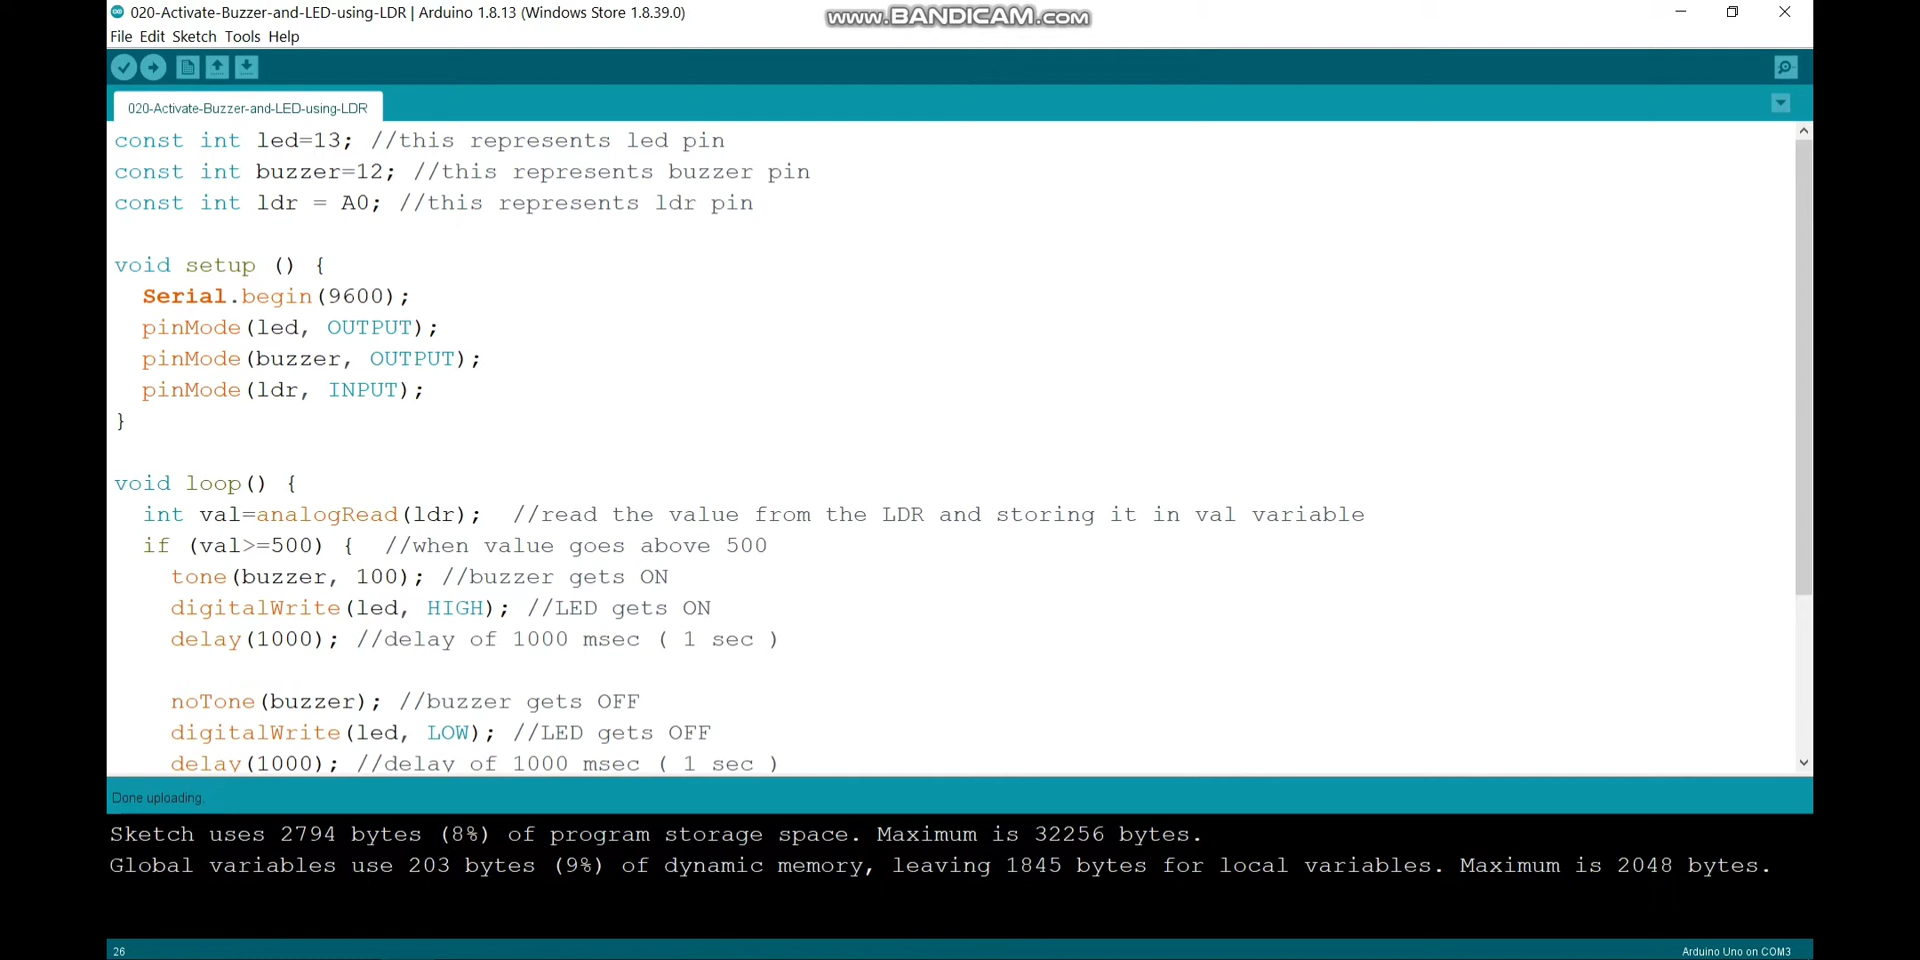 020-Activate-Buzzer-and-LED-using-LDR | Arduino 1.8.13 (Windows Store 1.8.39.0)
www.BANDICAM.com
File Edit Sketch Tools Help
020-Activate-Buzzer-and-LED-using-LDR
const int led=13; //this represents led pin
const int buzzer=12; //this represents buzzer pin
const int ldr = A0; //this represents ldr pin
void setup () {
Serial.begin(9600);
pinMode(led, OUTPUT);
pinMode(buzzer, OUTPUT);
pinMode(ldr, INPUT);
}
void loop() {
int val=analogRead(ldr); //read the value from the LDR and storing it in val variable
if (val>=500) { //when value goes above 500
tone(buzzer, 100); //buzzer gets ON
digitalWrite(led, HIGH); //LED gets ON
delay(1000); //delay of 1000 msec ( 1 sec )
noTone(buzzer); //buzzer gets OFF
digitalWrite(led, LOW); //LED gets OFF
delay(1000); //delay of 1000 msec ( 1 sec )
Done uploading.
Sketch uses 2794 bytes (8%) of program storage space. Maximum is 32256 bytes.
Global variables use 203 bytes (9%) of dynamic memory, leaving 1845 bytes for local variables. Maximum is 2048 bytes.
26
Arduino Uno on COM3